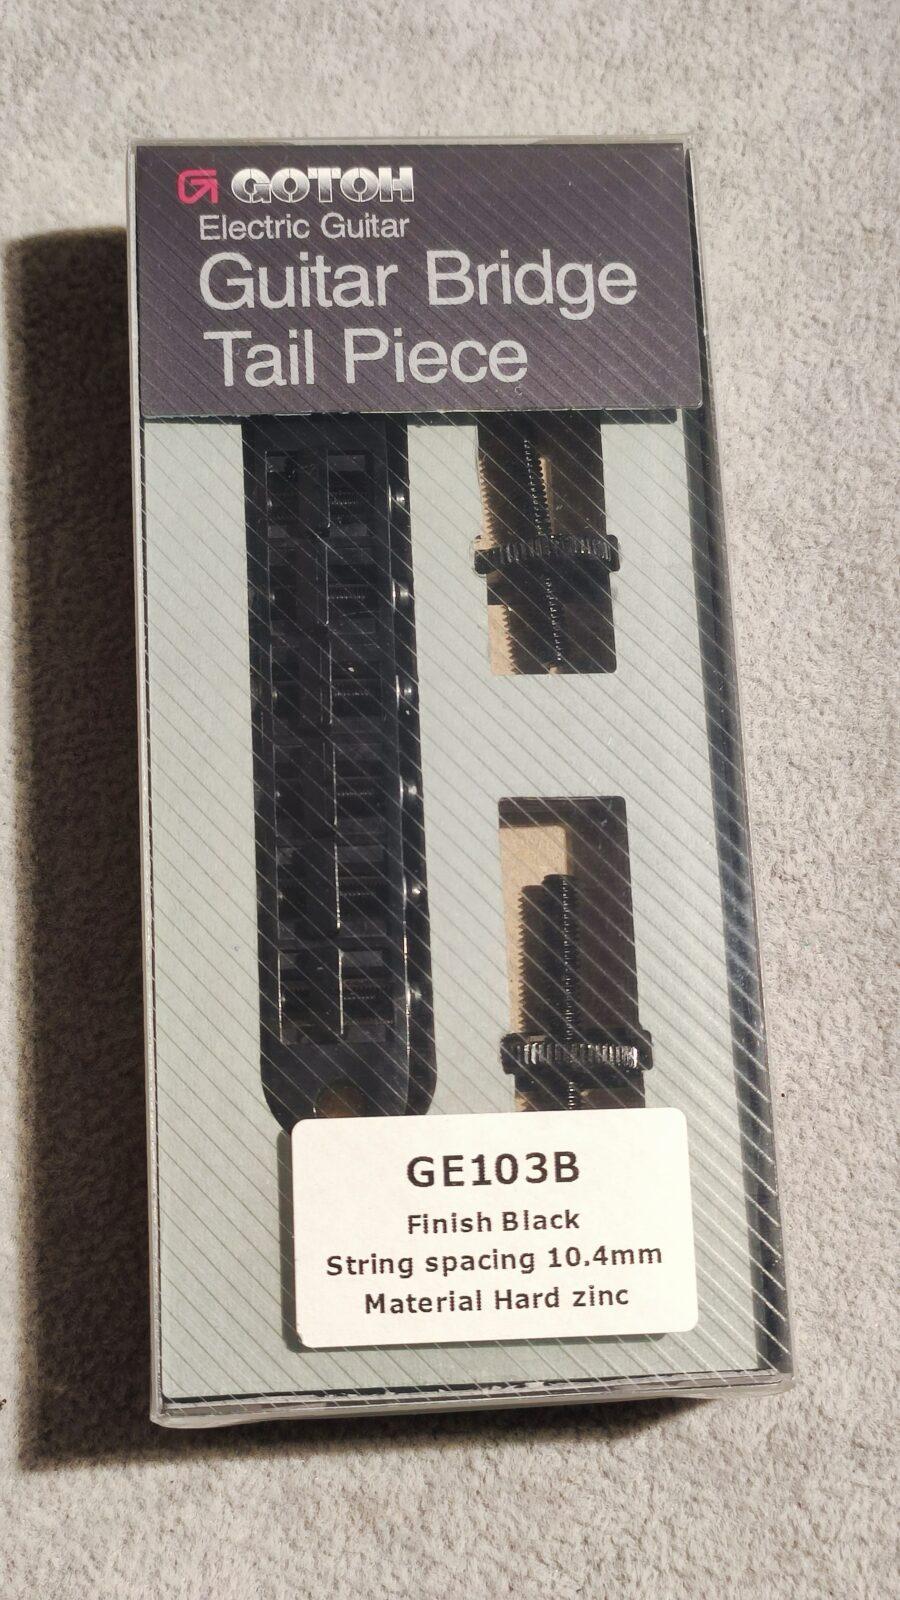 GOTOH
Electric Guitar
Guitar Bridge
Tail Piece
GE103B
Finish Black
String spacing 10.4mm
Material Hard zinc